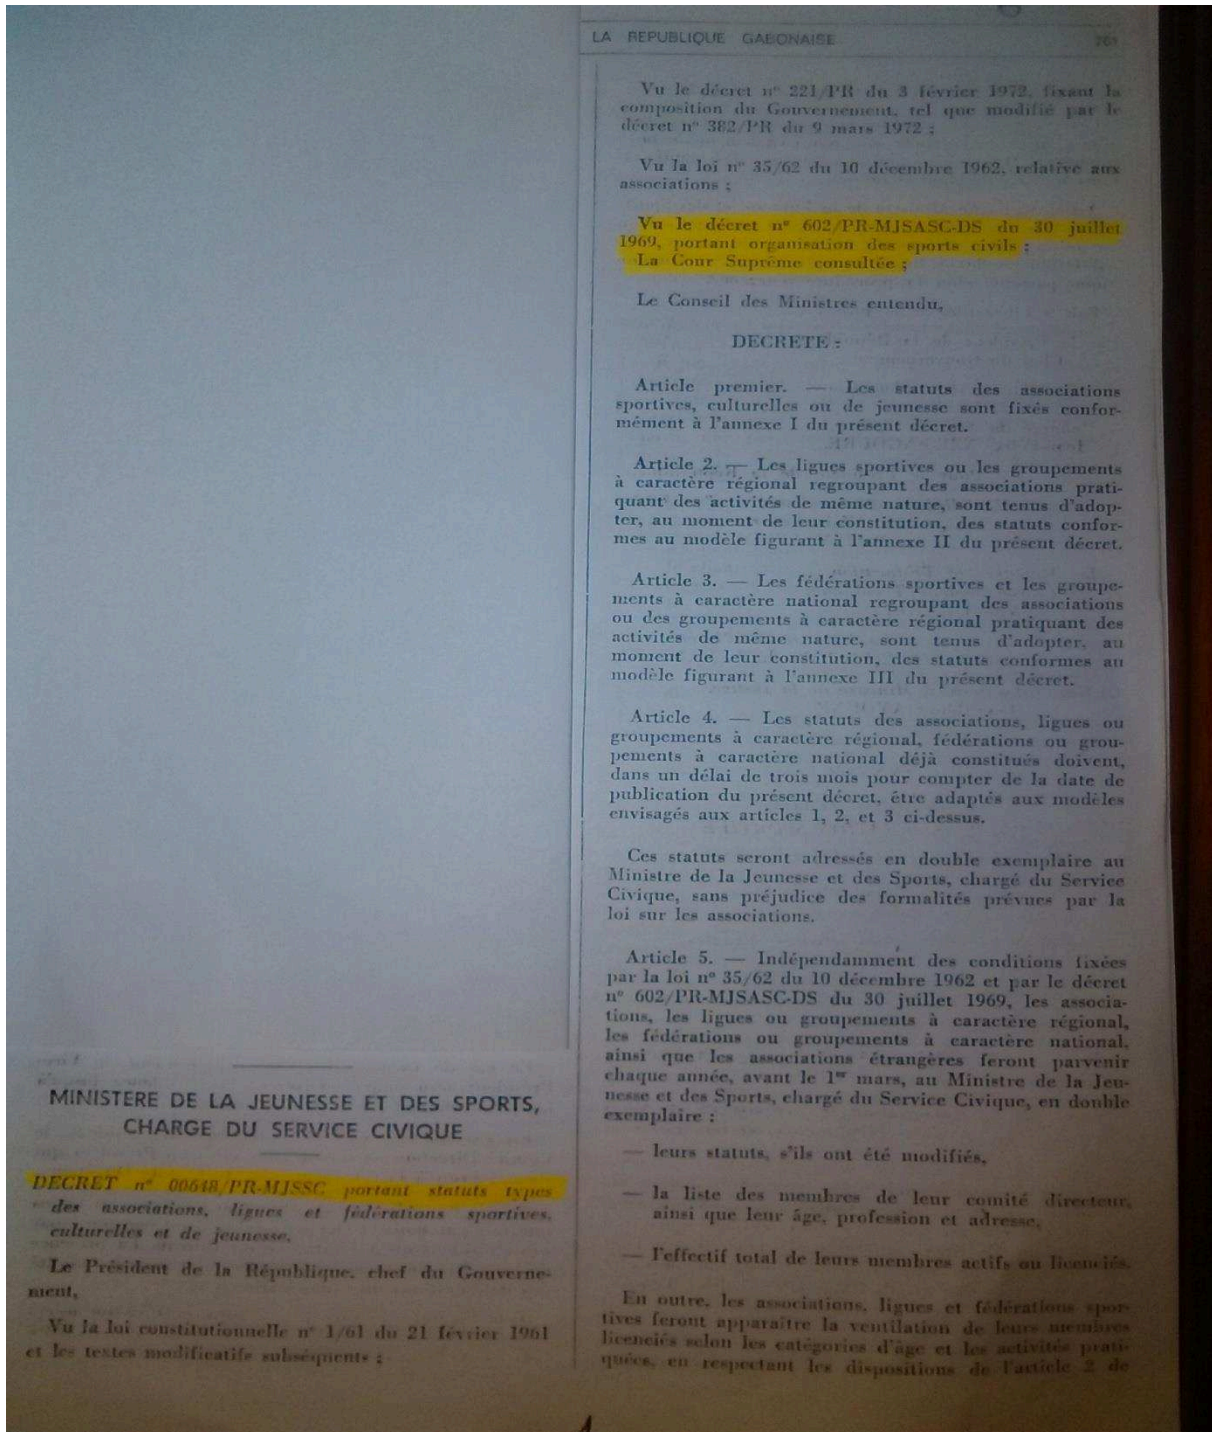 LA REPUBLIQUE GABONAISE
MINISTERE DE LA JEUNESSE ET DES SPORTS,
CHARGE DU SERVICE CIVIQUE
DECRET n° 00648/PR-MJSSC portant statuts types
des associations, ligues et fédérations sportives,
culturelles et de jeunesse.
Le Président de la République, chef du Gouverne-
ment,
Vu la loi constitutionnelle n° 1/61 du 21 février 1961
et les textes modificatifs subséquents ;
Vu le décret n° 221/PR du 3 février 1972, fixant la
composition du Gouvernement, tel que modifié par le
décret n° 382/PR du 9 mars 1972 ;
Vu la loi n° 35/62 du 10 décembre 1962, relative aux
associations ;
Vu le décret n° 602/PR-MJSASC-DS du 30 juillet
1969, portant organisation des sports civils ;
La Cour Suprême consultée ;
Le Conseil des Ministres entendu,
DECRETE :
Article premier. — Les statuts des associations
sportives, culturelles ou de jeunesse sont fixés confor-
mément à l'annexe I du présent décret.
Article 2. — Les ligues sportives ou les groupements
à caractère régional regroupant des associations prati-
quant des activités de même nature, sont tenus d'adop-
ter, au moment de leur constitution, des statuts confor-
mes au modèle figurant à l'annexe II du présent décret.
Article 3. — Les fédérations sportives et les groupe-
ments à caractère national regroupant des associations
ou des groupements à caractère régional pratiquant des
activités de même nature, sont tenus d'adopter, au
moment de leur constitution, des statuts conformes au
modèle figurant à l'annexe III du présent décret.
Article 4. — Les statuts des associations, ligues ou
groupements à caractère régional, fédérations ou grou-
pements à caractère national déjà constitués doivent,
dans un délai de trois mois pour compter de la date de
publication du présent décret, être adaptés aux modèles
envisagés aux articles 1, 2, et 3 ci-dessus.
Ces statuts seront adressés en double exemplaire au
Ministre de la Jeunesse et des Sports, chargé du Service
Civique, sans préjudice des formalités prévues par la
loi sur les associations.
Article 5. — Indépendamment des conditions fixées
par la loi n° 35/62 du 10 décembre 1962 et par le décret
n° 602/PR-MJSASC-DS du 30 juillet 1969, les associa-
tions, les ligues ou groupements à caractère régional,
les fédérations ou groupements à caractère national,
ainsi que les associations étrangères feront parvenir
chaque année, avant le 1er mars, au Ministre de la Jeu-
nesse et des Sports, chargé du Service Civique, en double
exemplaire :
— leurs statuts, s'ils ont été modifiés,
— la liste des membres de leur comité directeur,
ainsi que leur âge, profession et adresse,
— l'effectif total de leurs membres actifs ou licenciés.
En outre, les associations, ligues et fédérations spor-
tives feront apparaître la ventilation de leurs membres
licenciés selon les catégories d'âge et les activités prati-
quées, en respectant les dispositions de l'article 2 de